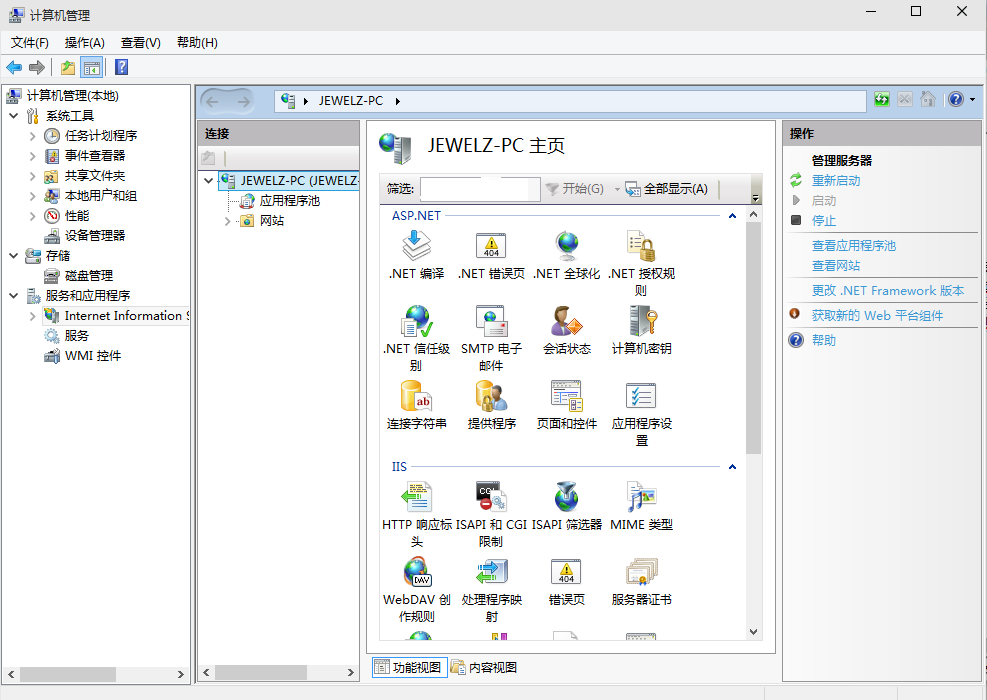 计算机管理
文件(F) 操作(A) 查看(V) 帮助(H)
计算机管理(本地)
系统工具
任务计划程序
事件查看器
共享文件夹
本地用户和组
性能
设备管理器
存储
磁盘管理
服务和应用程序
Internet Information S
服务
WMI 控件
JEWELZ-PC
连接
JEWELZ-PC (JEWELZ-
应用程序池
网站
JEWELZ-PC 主页
筛选: 开始(G) 全部显示(A)
ASP.NET
.NET 编译
.NET 错误页
.NET 全球化
.NET 授权规
则
.NET 信任级
别
SMTP 电子
邮件
会话状态
计算机密钥
连接字符串
提供程序
页面和控件
应用程序设
置
IIS
HTTP 响应标
头
ISAPI 和 CGI
限制
ISAPI 筛选器
MIME 类型
WebDAV 创
作规则
处理程序映
射
错误页
服务器证书
功能视图 内容视图
操作
管理服务器
重新启动
启动
停止
查看应用程序池
查看网站
更改 .NET Framework 版本
获取新的 Web 平台组件
帮助